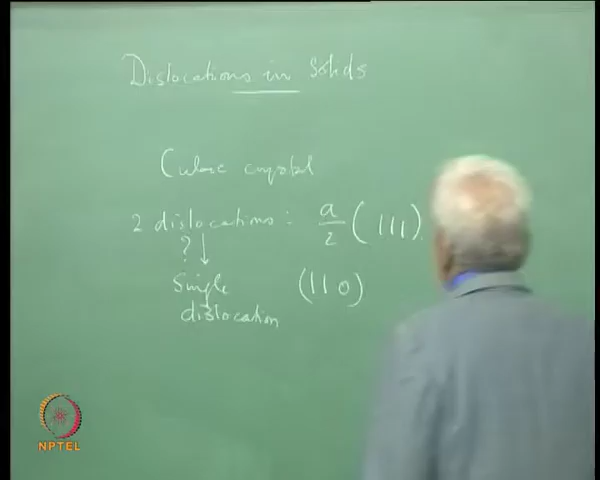 Dislocations in Solids
Cubic crystal
2 dislocations : a/2 (111)
? ↓
Single (110)
dislocation
NPTEL